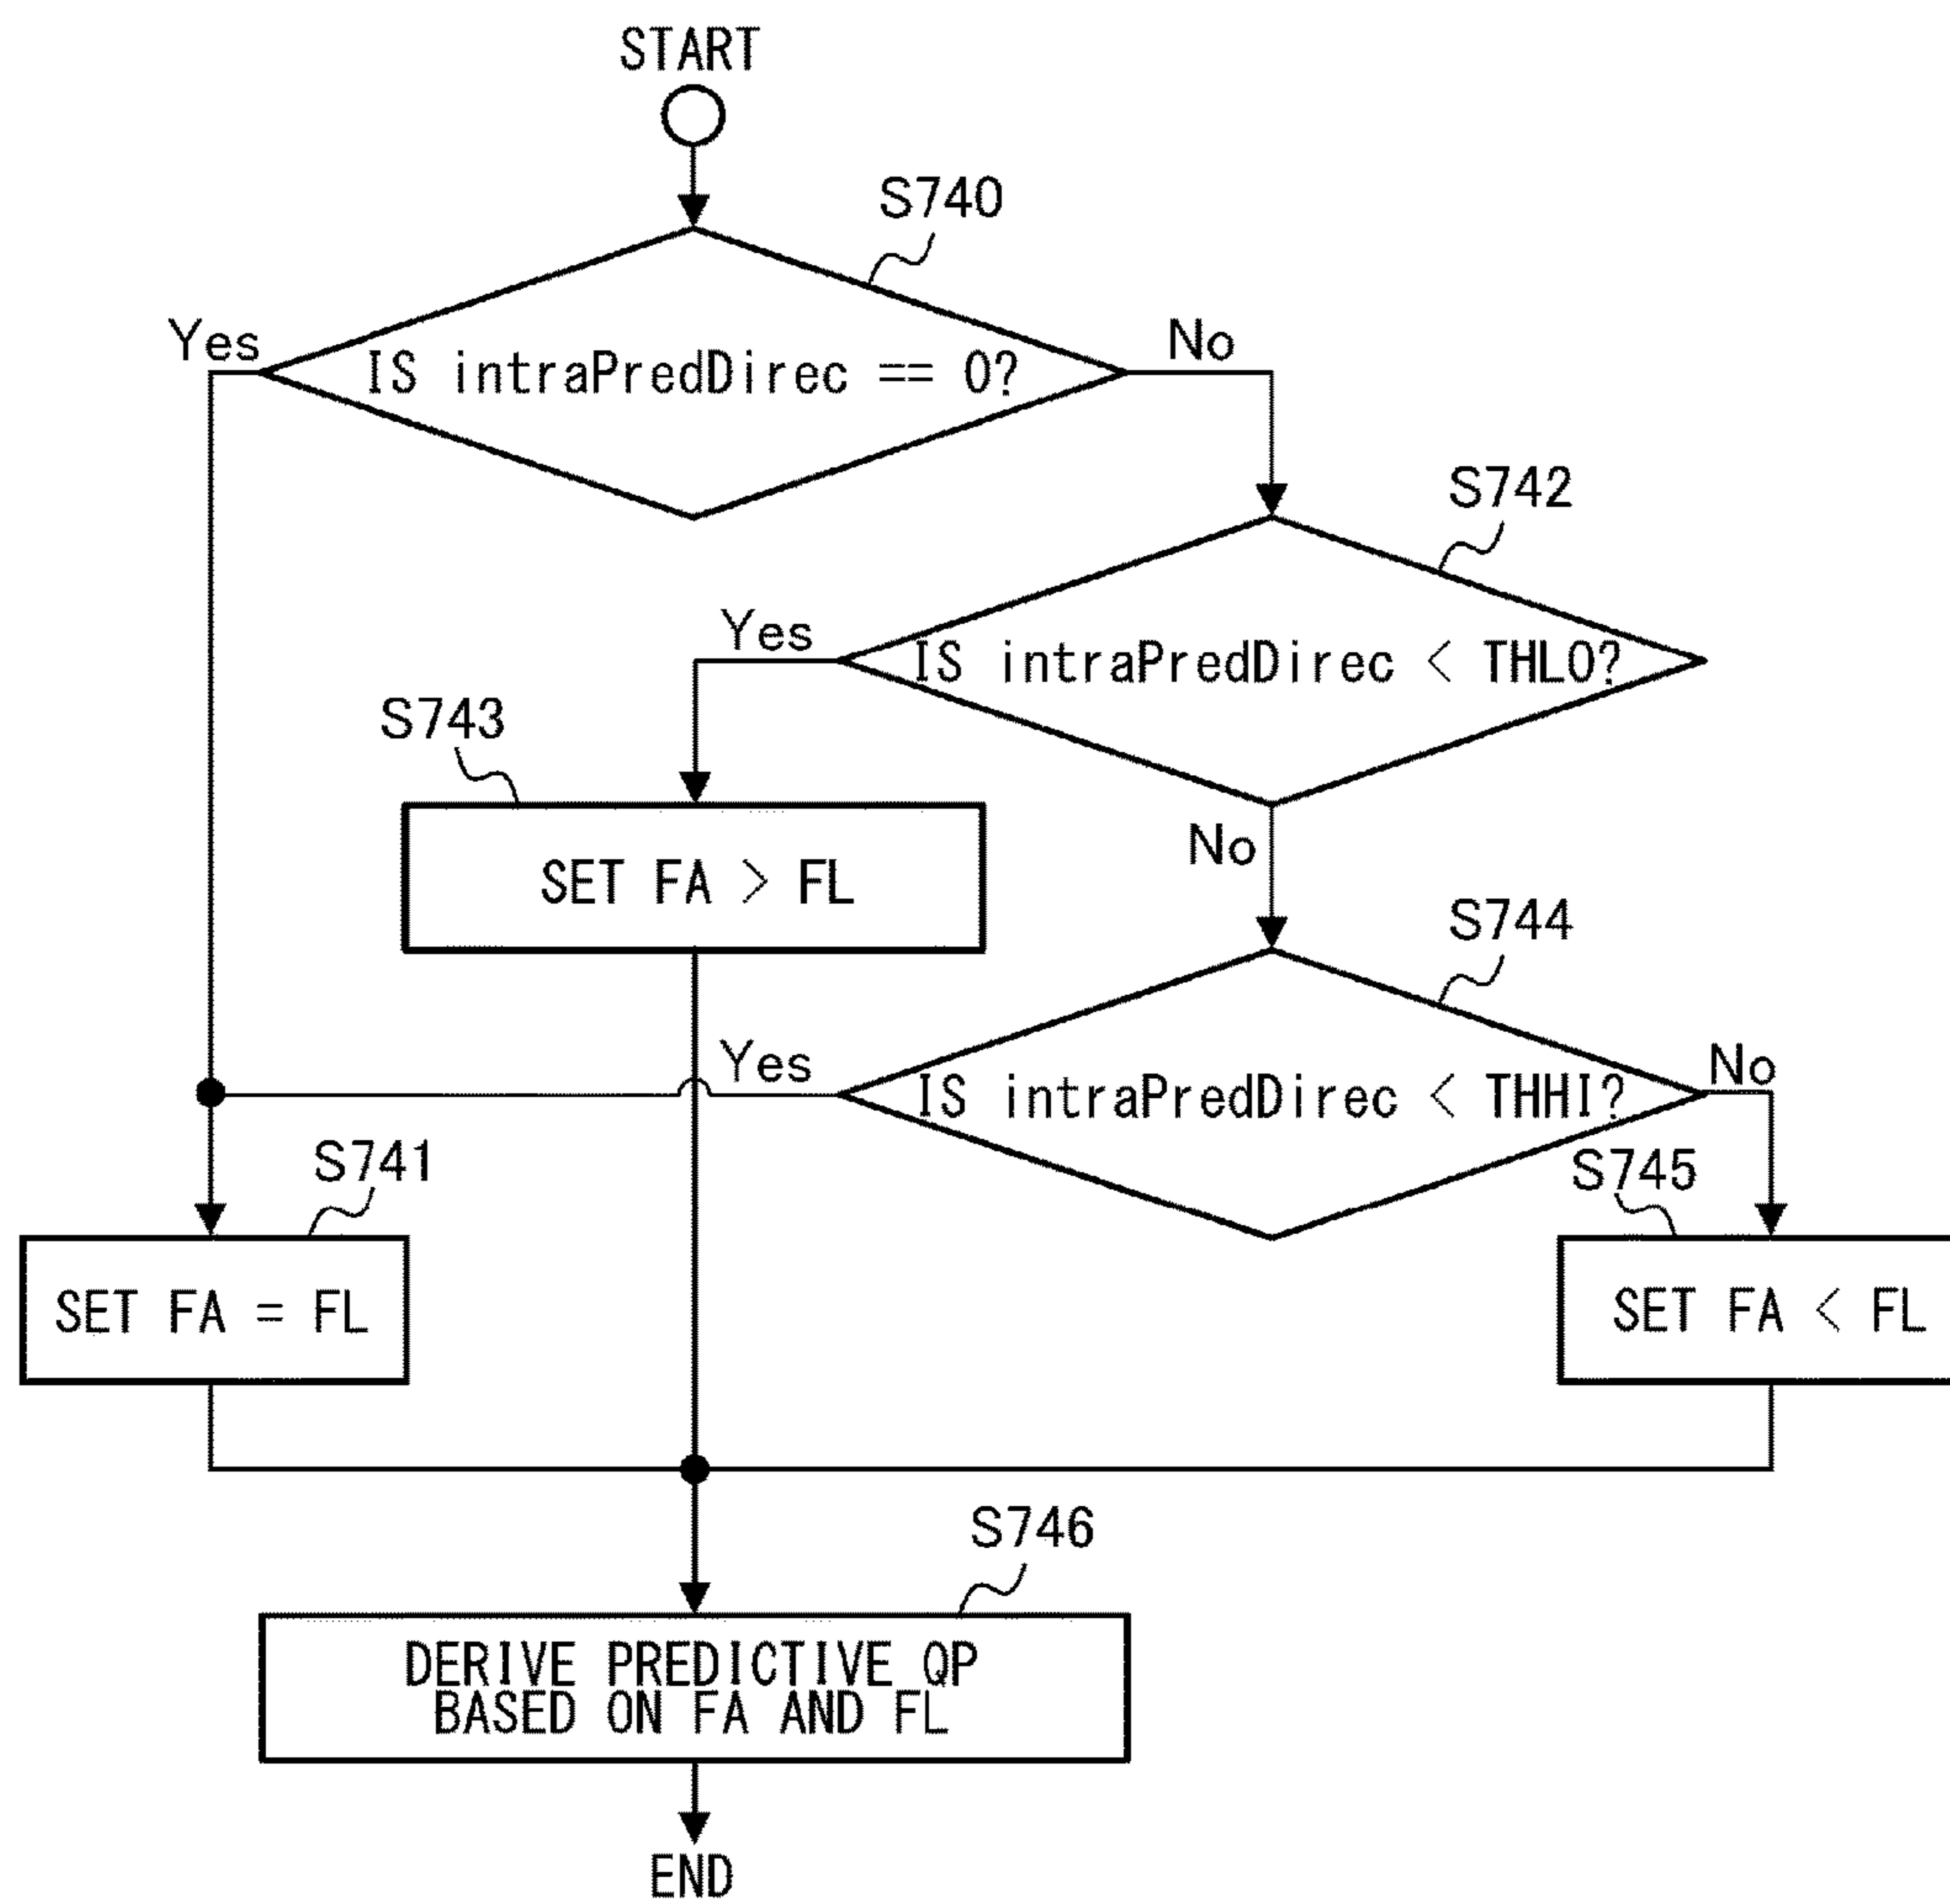 START
S740
Yes
IS intraPredDirec == 0?
No
S742
Yes
IS intraPredDirec < THLO?
S743
No
SET FA > FL
S744
Yes
IS intraPredDirec < THHI?
No
S741
S745
SET FA = FL
SET FA < FL
S746
DERIVE PREDICTIVE QP
BASED ON FA AND FL
END